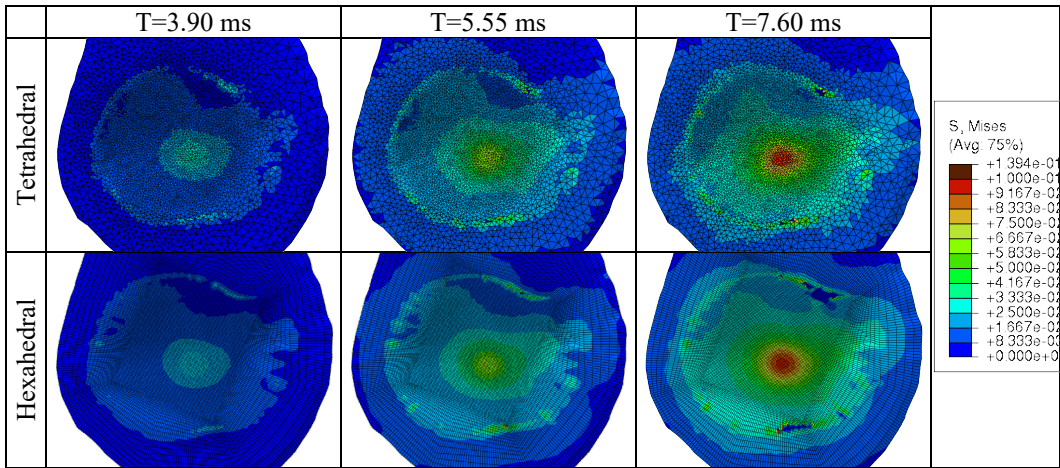 T=3.90 ms
T=5.55 ms
T=7.60 ms
Tetrahedral
Hexahedral
S, Mises
(Avg: 75%)
+1.394e-01
+1.000e-01
+9.167e-02
+8.333e-02
+7.500e-02
+6.667e-02
+5.833e-02
+5.000e-02
+4.167e-02
+3.333e-02
+2.500e-02
+1.667e-02
+8.333e-03
+0.000e+0